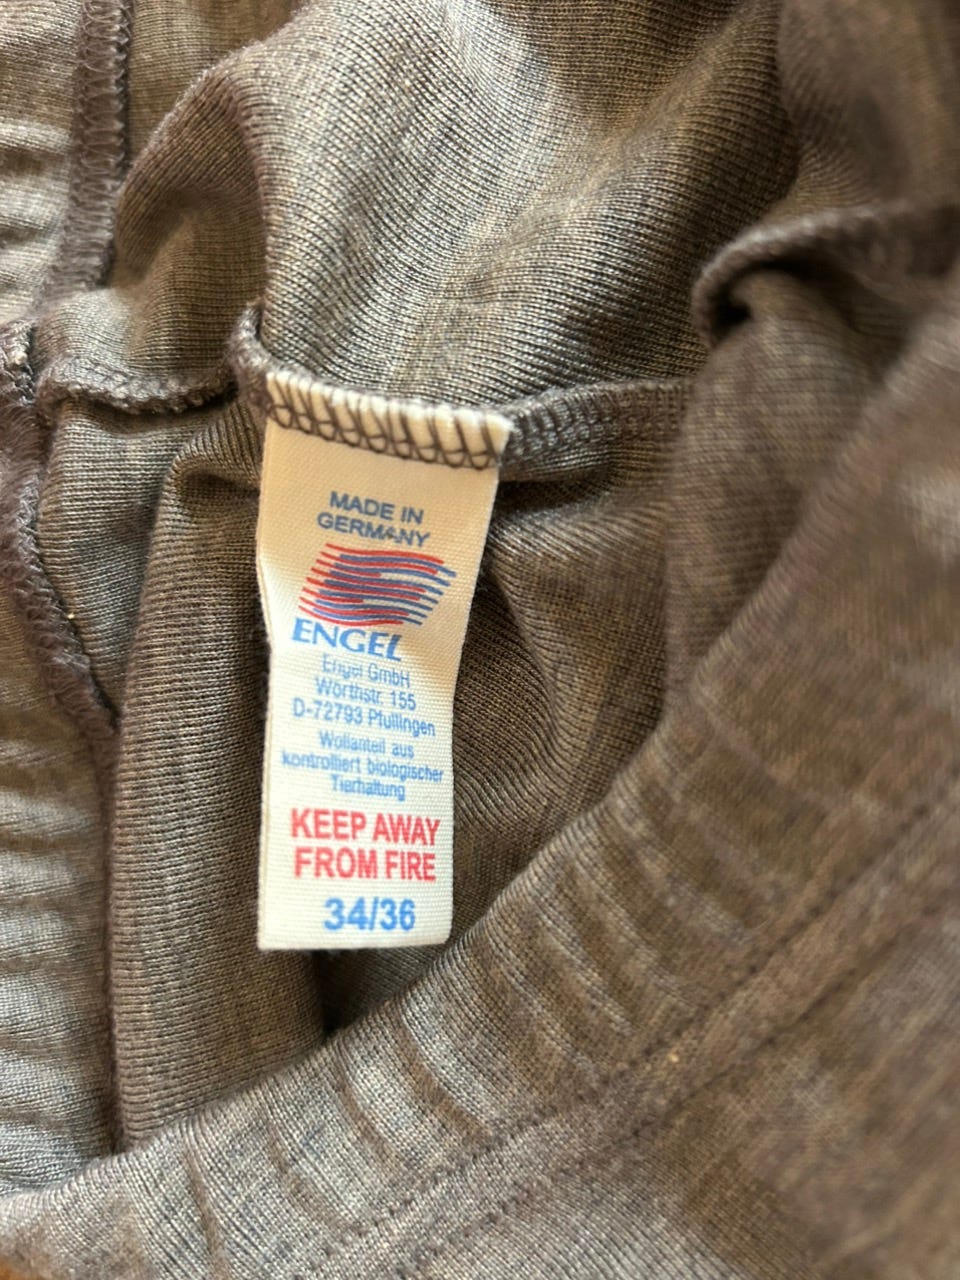 MADE IN
GERMANY
ENGEL
Engel GmbH
Wörthstr. 155
D-72793 Pfullingen
Wollanteil aus
kontrolliert biologischer
Tierhaltung
KEEP AWAY
FROM FIRE
34/36